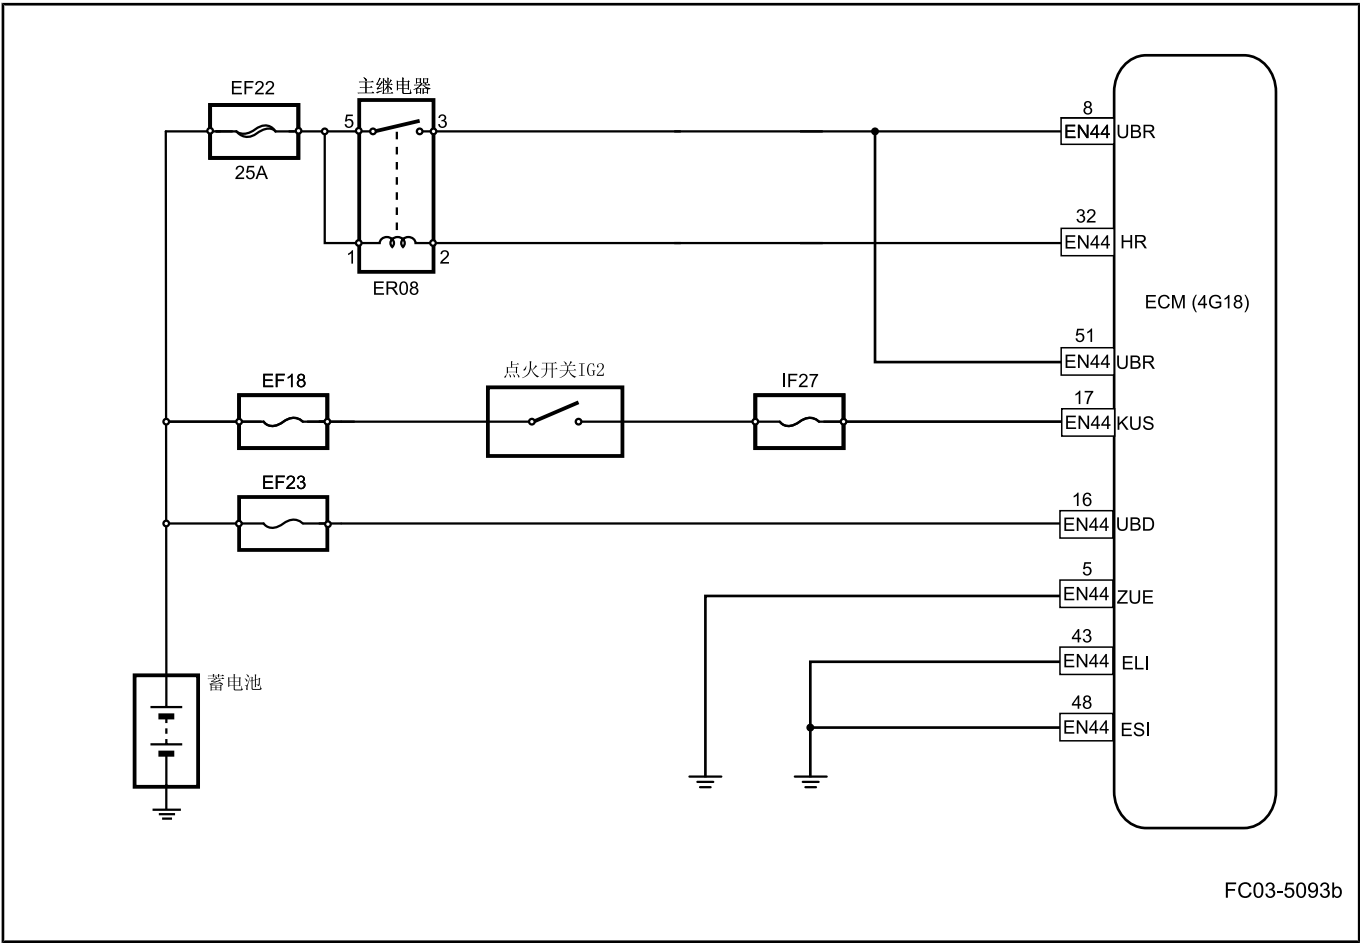 EF22
主继电器
8
5
3
EN44 UBR
25A
32
EN44 HR
1
2
ER08
ECM (4G18)
51
EN44 UBR
点火开关IG2
EF18
IF27
17
EN44 KUS
EF23
16
EN44 UBD
5
EN44 ZUE
43
EN44 ELI
蓄电池
48
EN44 ESI
FC03-5093b